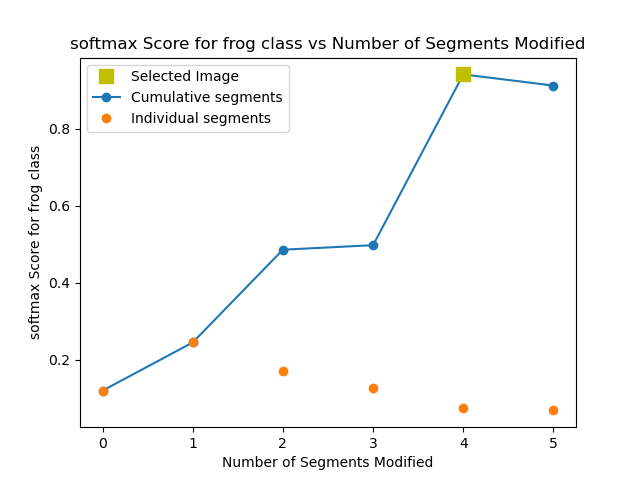 softmax Score for frog class vs Number of Segments Modified
Selected Image
Cumulative segments
Individual segments
softmax Score for frog class
0.8
0.6
0.4
0.2
0 1 2 3 4 5
Number of Segments Modified